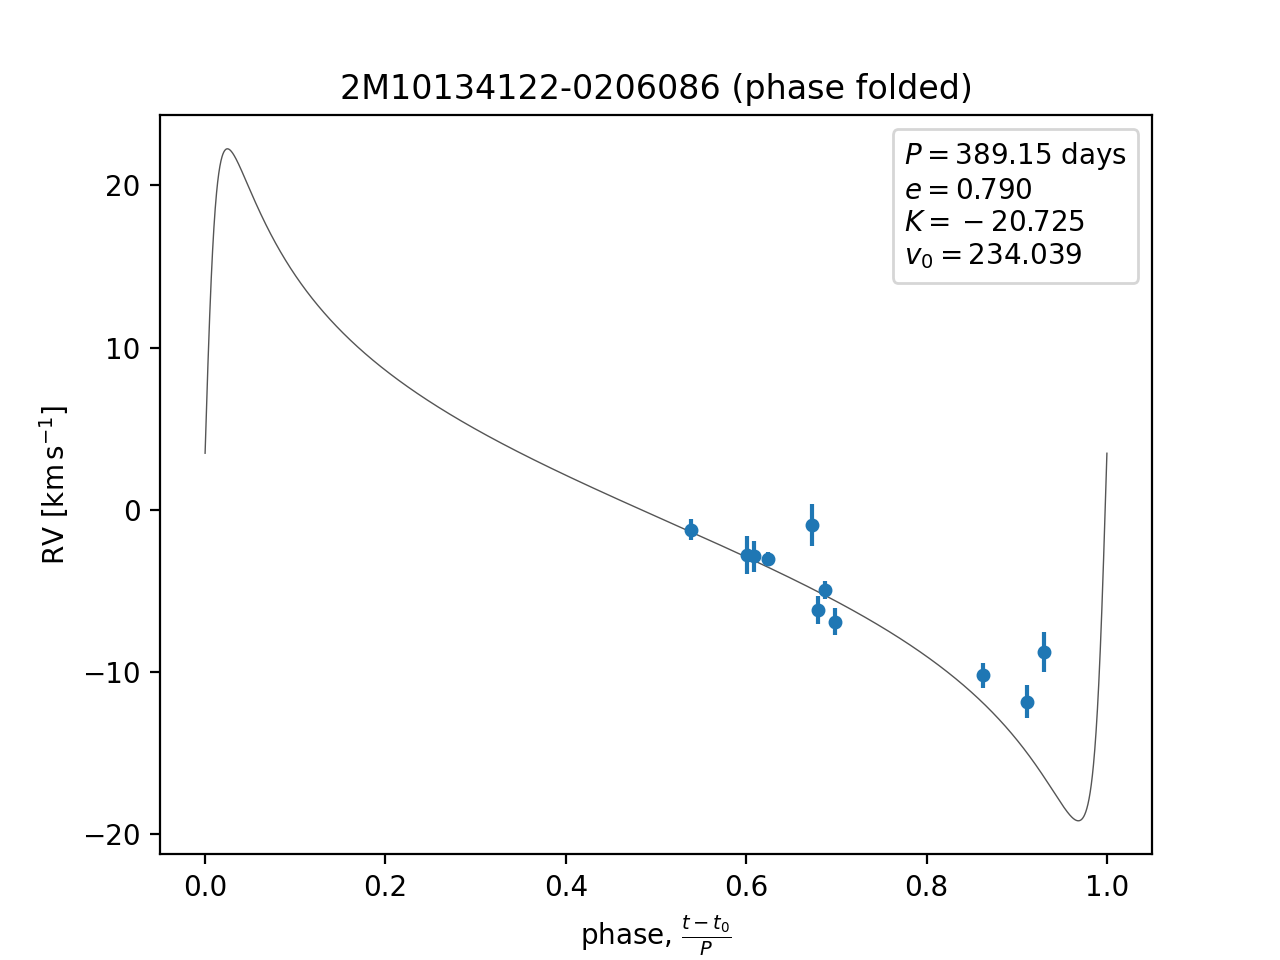 2M10134122-0206086 (phase folded)
P = 389.15 days
e = 0.790
K = −20.725
v₀ = 234.039
RV [km s⁻¹]
20
10
0
−10
−20
0.0 0.2 0.4 0.6 0.8 1.0
phase, (t − t₀)/P